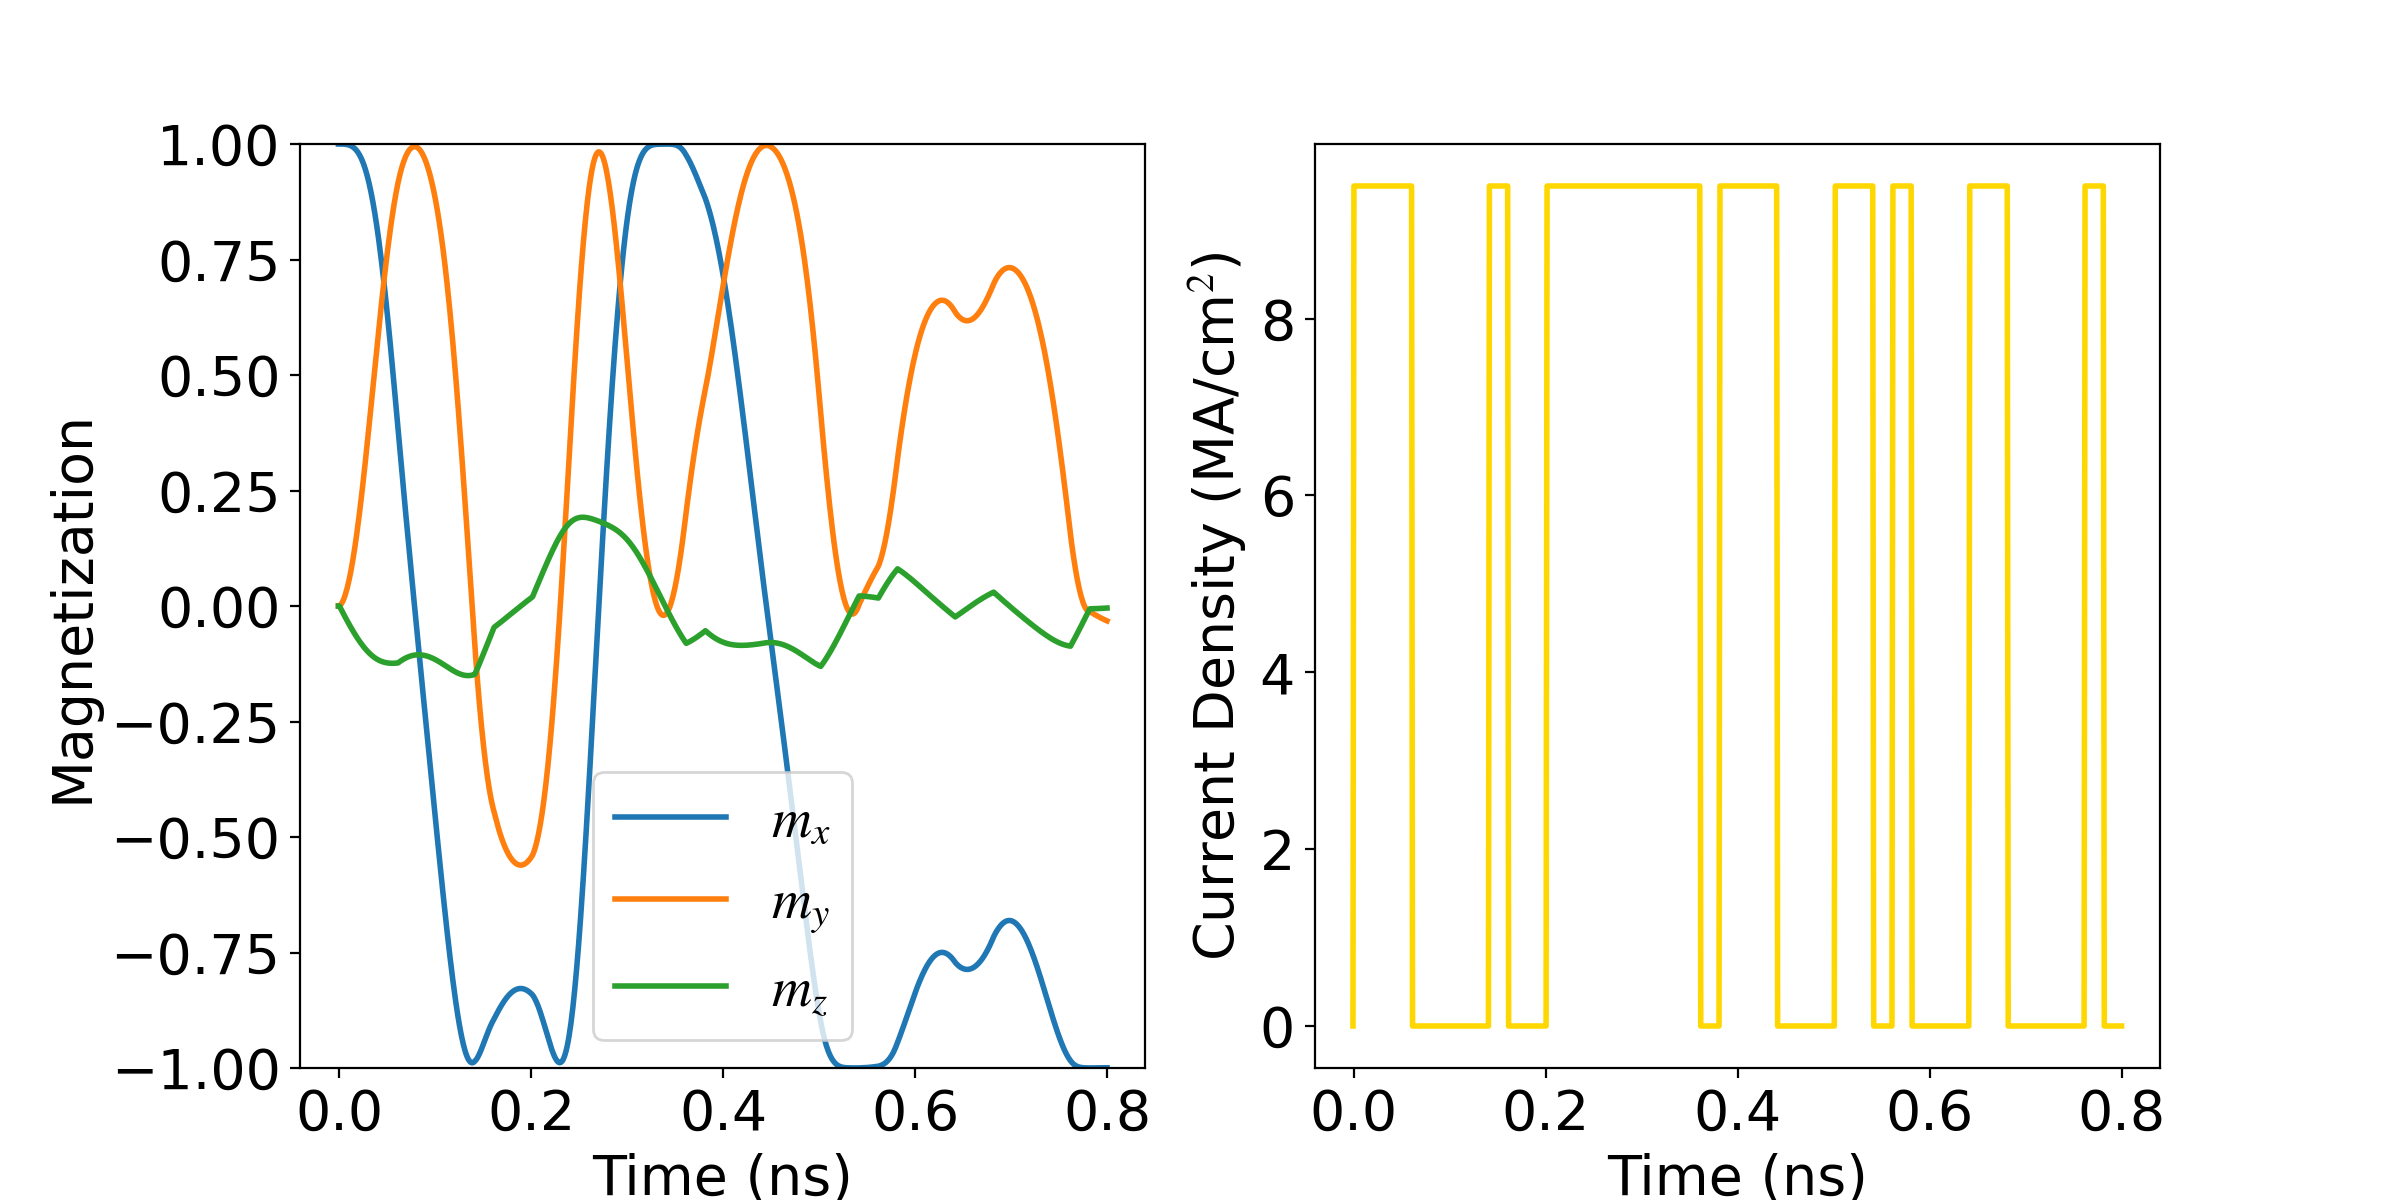 Magnetization
1.00
0.75
0.50
0.25
0.00
−0.25
−0.50
−0.75
−1.00
m_x
m_y
m_z
0.0 0.2 0.4 0.6 0.8
Time (ns)
Current Density (MA/cm²)
8
6
4
2
0
0.0 0.2 0.4 0.6 0.8
Time (ns)